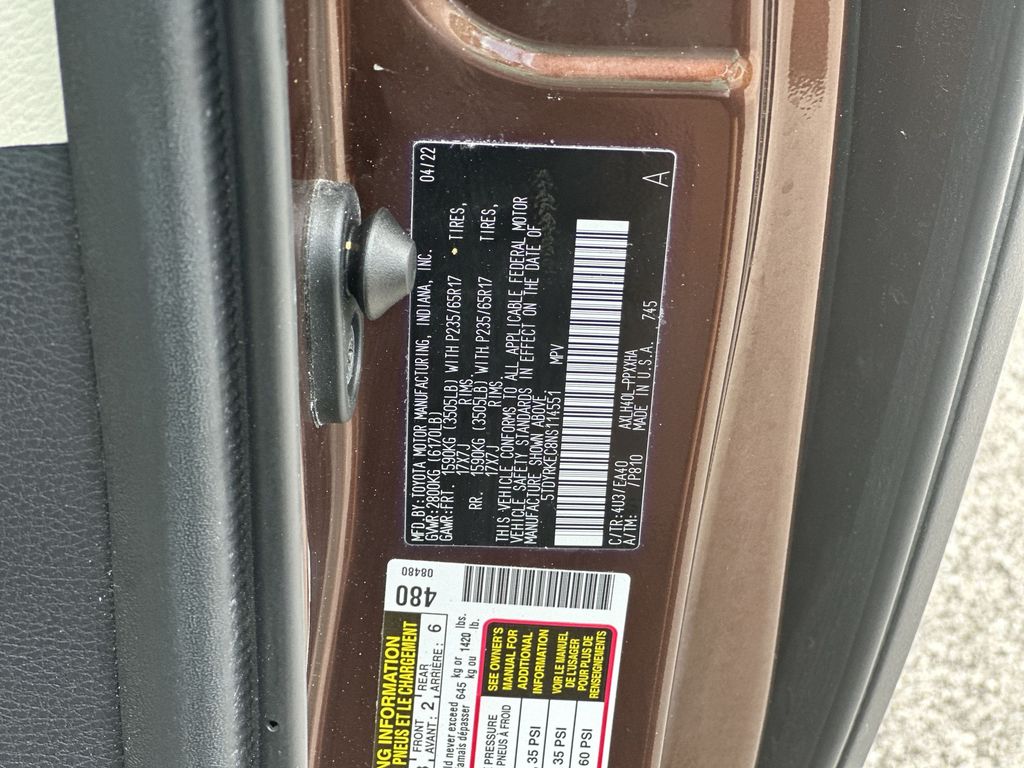 MFD.BY:TOYOTA MOTOR MANUFACTURING, INDIANA, INC. 04/22
GVWR:2800KG (6170LB)
GAWR:FRT. 1590KG (3505LB) WITH P235/65R17 TIRES,
17X7J RIMS
RR. 1590KG (3505LB) WITH P235/65R17 TIRES,
17X7J RIMS
THIS VEHICLE CONFORMS TO ALL APPLICABLE FEDERAL MOTOR
VEHICLE SAFETY STANDARDS IN EFFECT ON THE DATE OF
MANUFACTURE SHOWN ABOVE.
5TDYRKEC8NS114551 MPV
C/TR:4U3/EA40 AXLH40L-PPXXHA
A/TM: /P810 MADE IN U.S.A. 745
A
480
08480
ING INFORMATION
PNEUS ET LE CHARGEMENT
FRONT 2 REAR 6
AVANT: ARRIÈRE:
ld never exceed 645 kg or 1420 lbs.
amais dépasser kg ou lb.
SEE OWNER'S
MANUAL FOR
ADDITIONAL
INFORMATION
VOIR LE MANUEL
DE L'USAGER
POUR PLUS DE
RENSEIGNEMENTS
PRESSURE
PNEUS À FROID
35 PSI
35 PSI
60 PSI